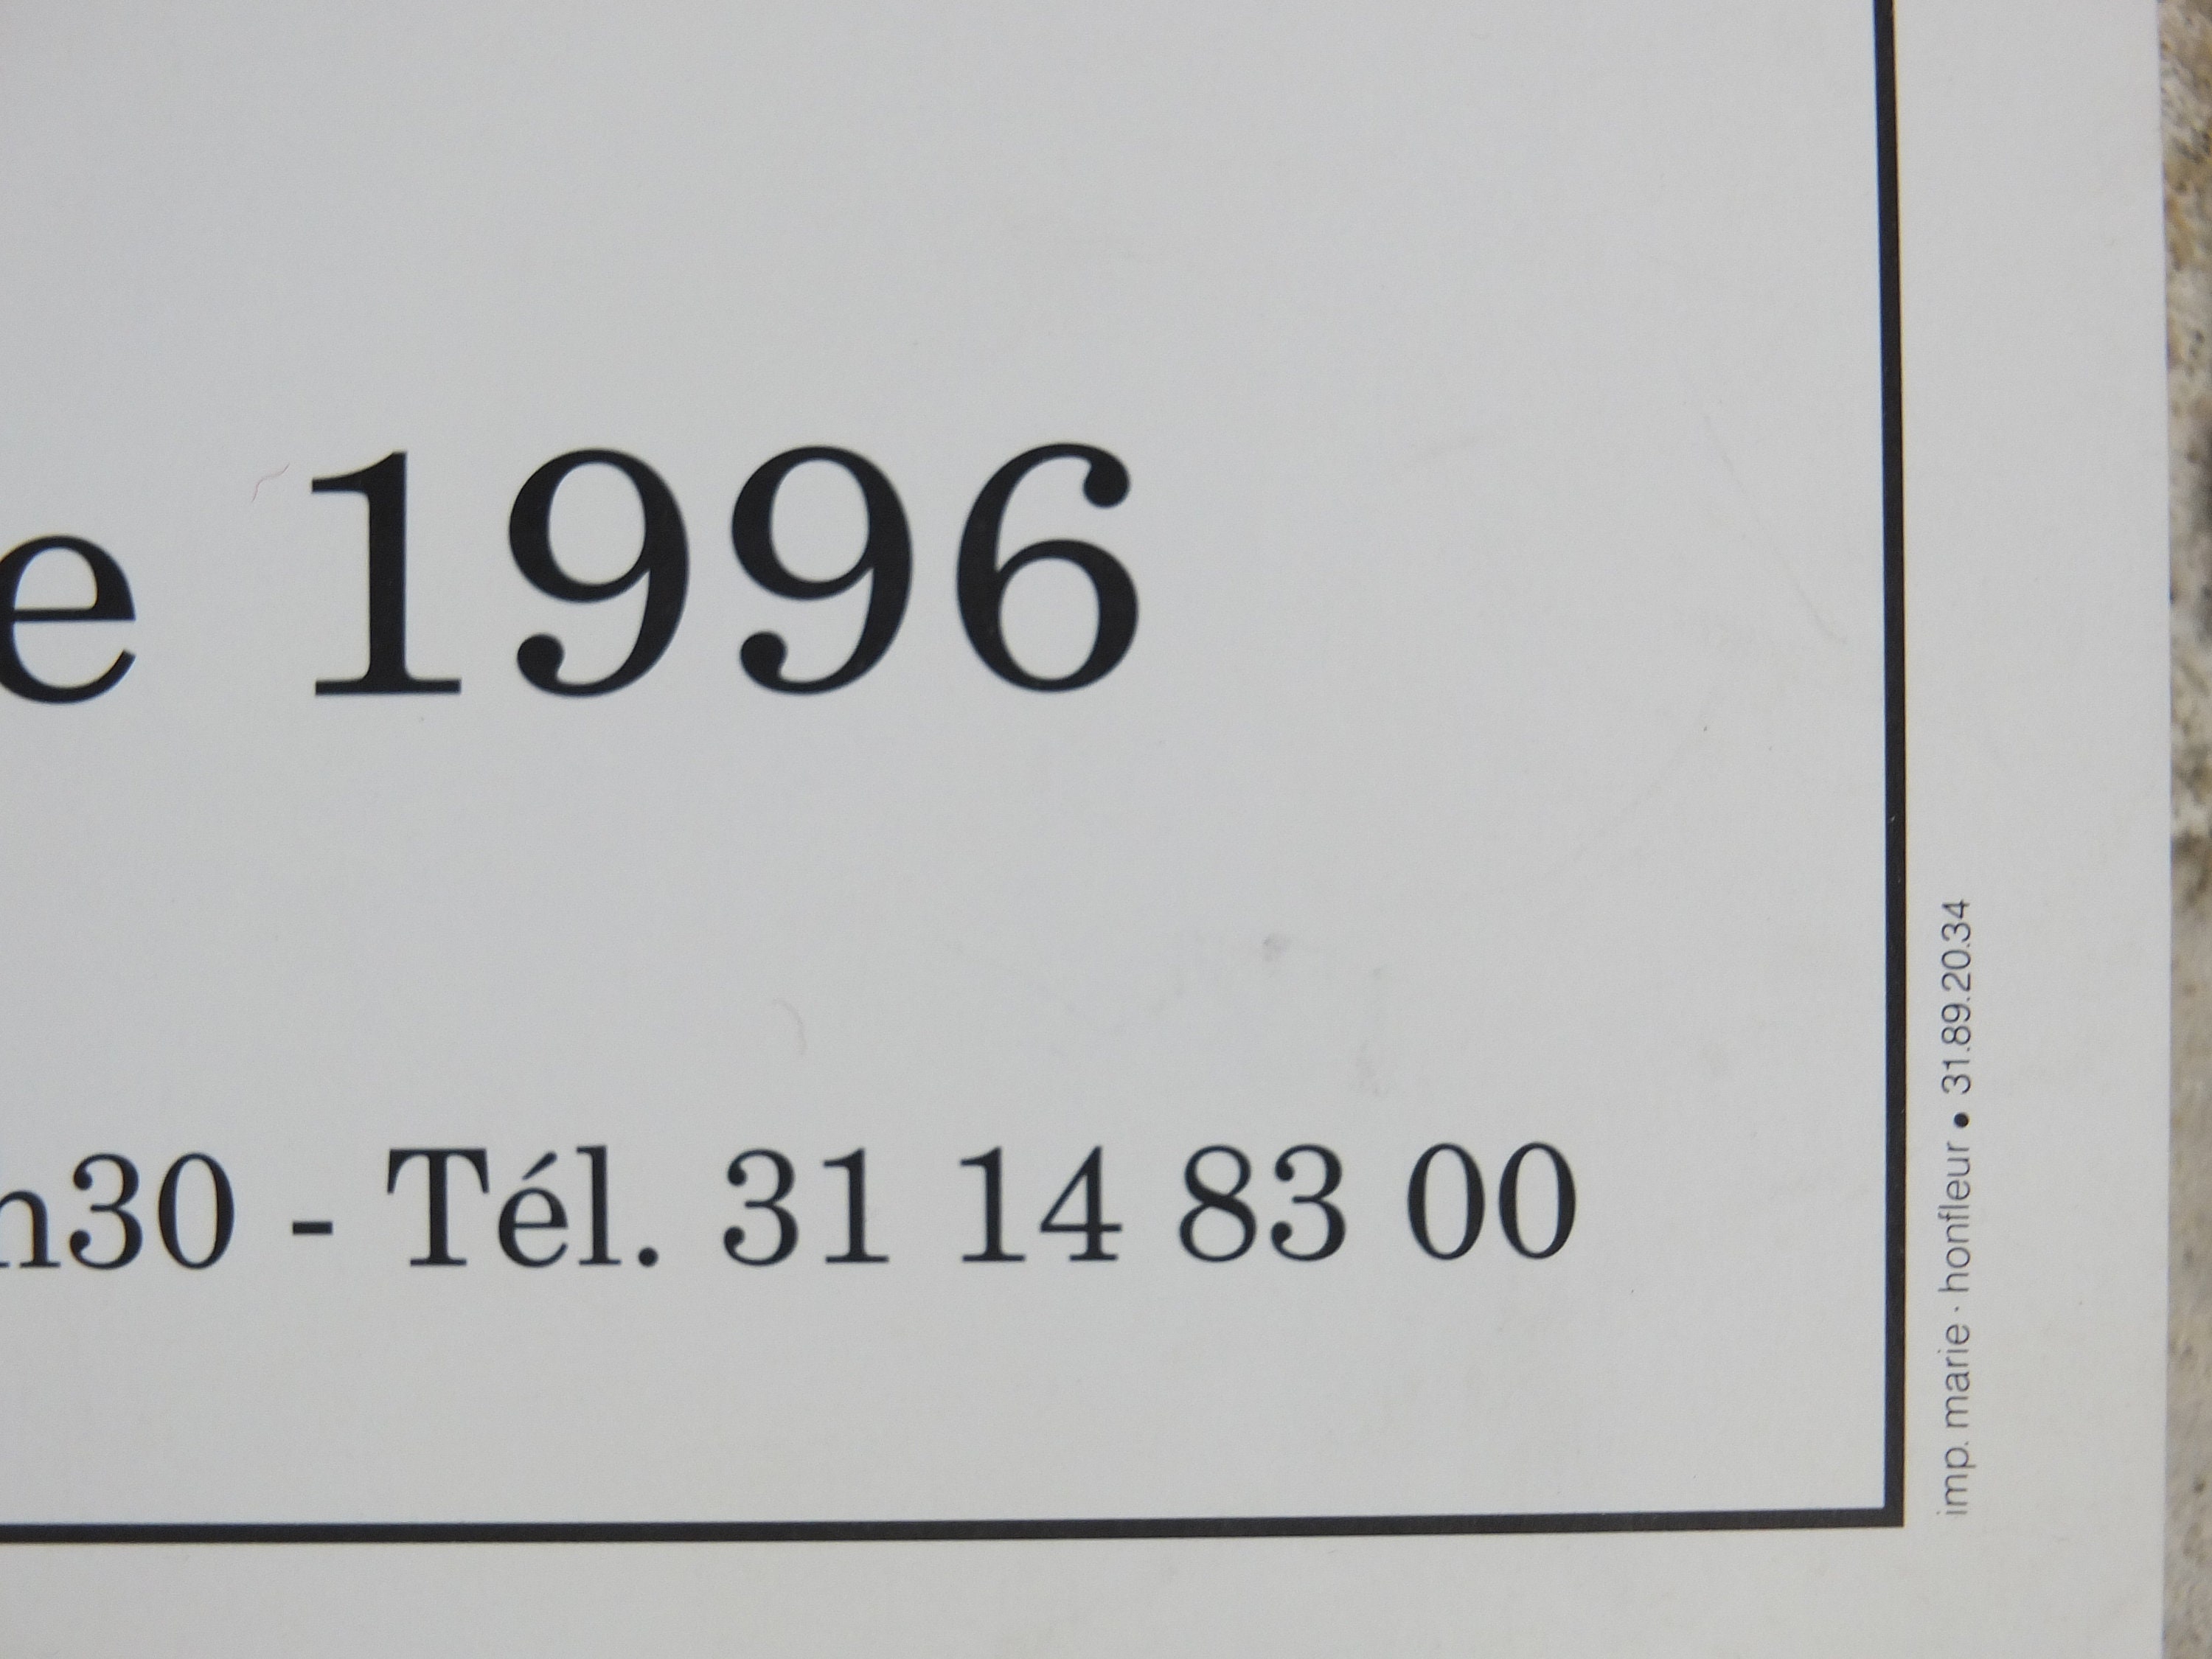 e 1996
h30 - Tél. 31 14 83 00
imp. marie · honfleur • 31.89.20.34